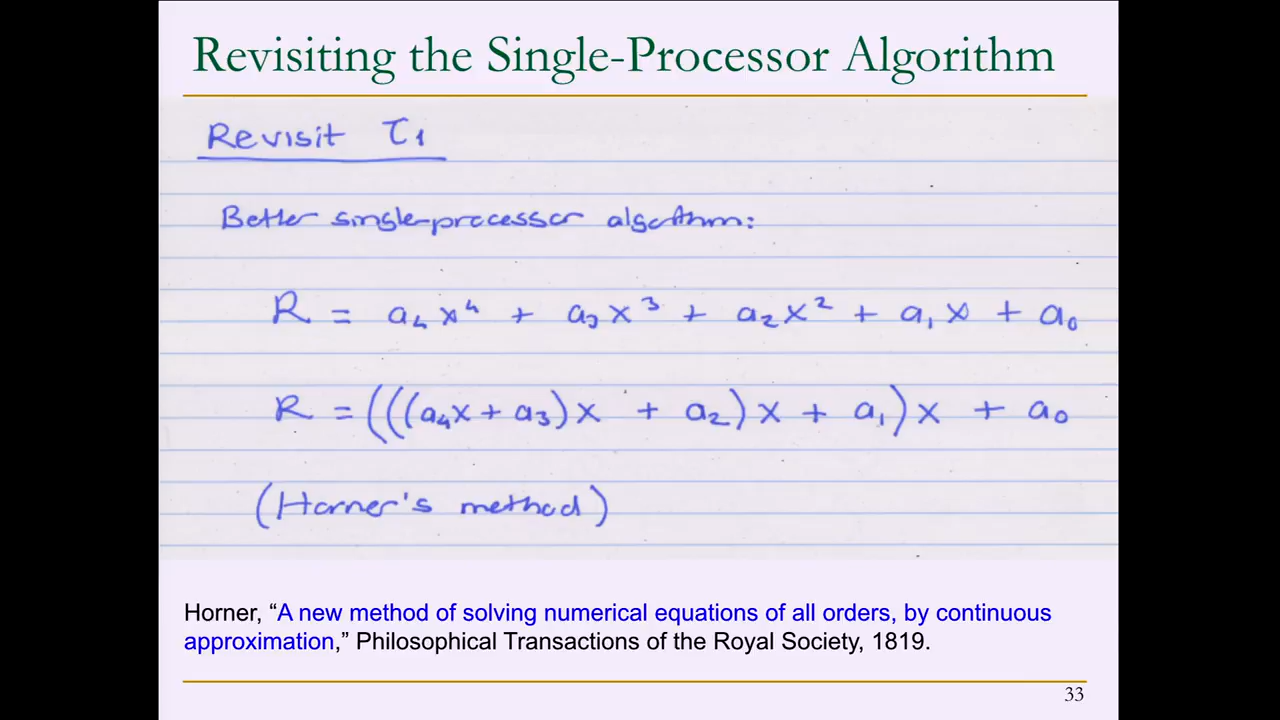 Revisiting the Single-Processor Algorithm
Revisit T₁
Better single-processor algorithm:
R = a₄x⁴ + a₃x³ + a₂x² + a₁x + a₀
R = (((a₄x + a₃)x + a₂)x + a₁)x + a₀
(Horner's method)
Horner, “A new method of solving numerical equations of all orders, by continuous
approximation,” Philosophical Transactions of the Royal Society, 1819.
33